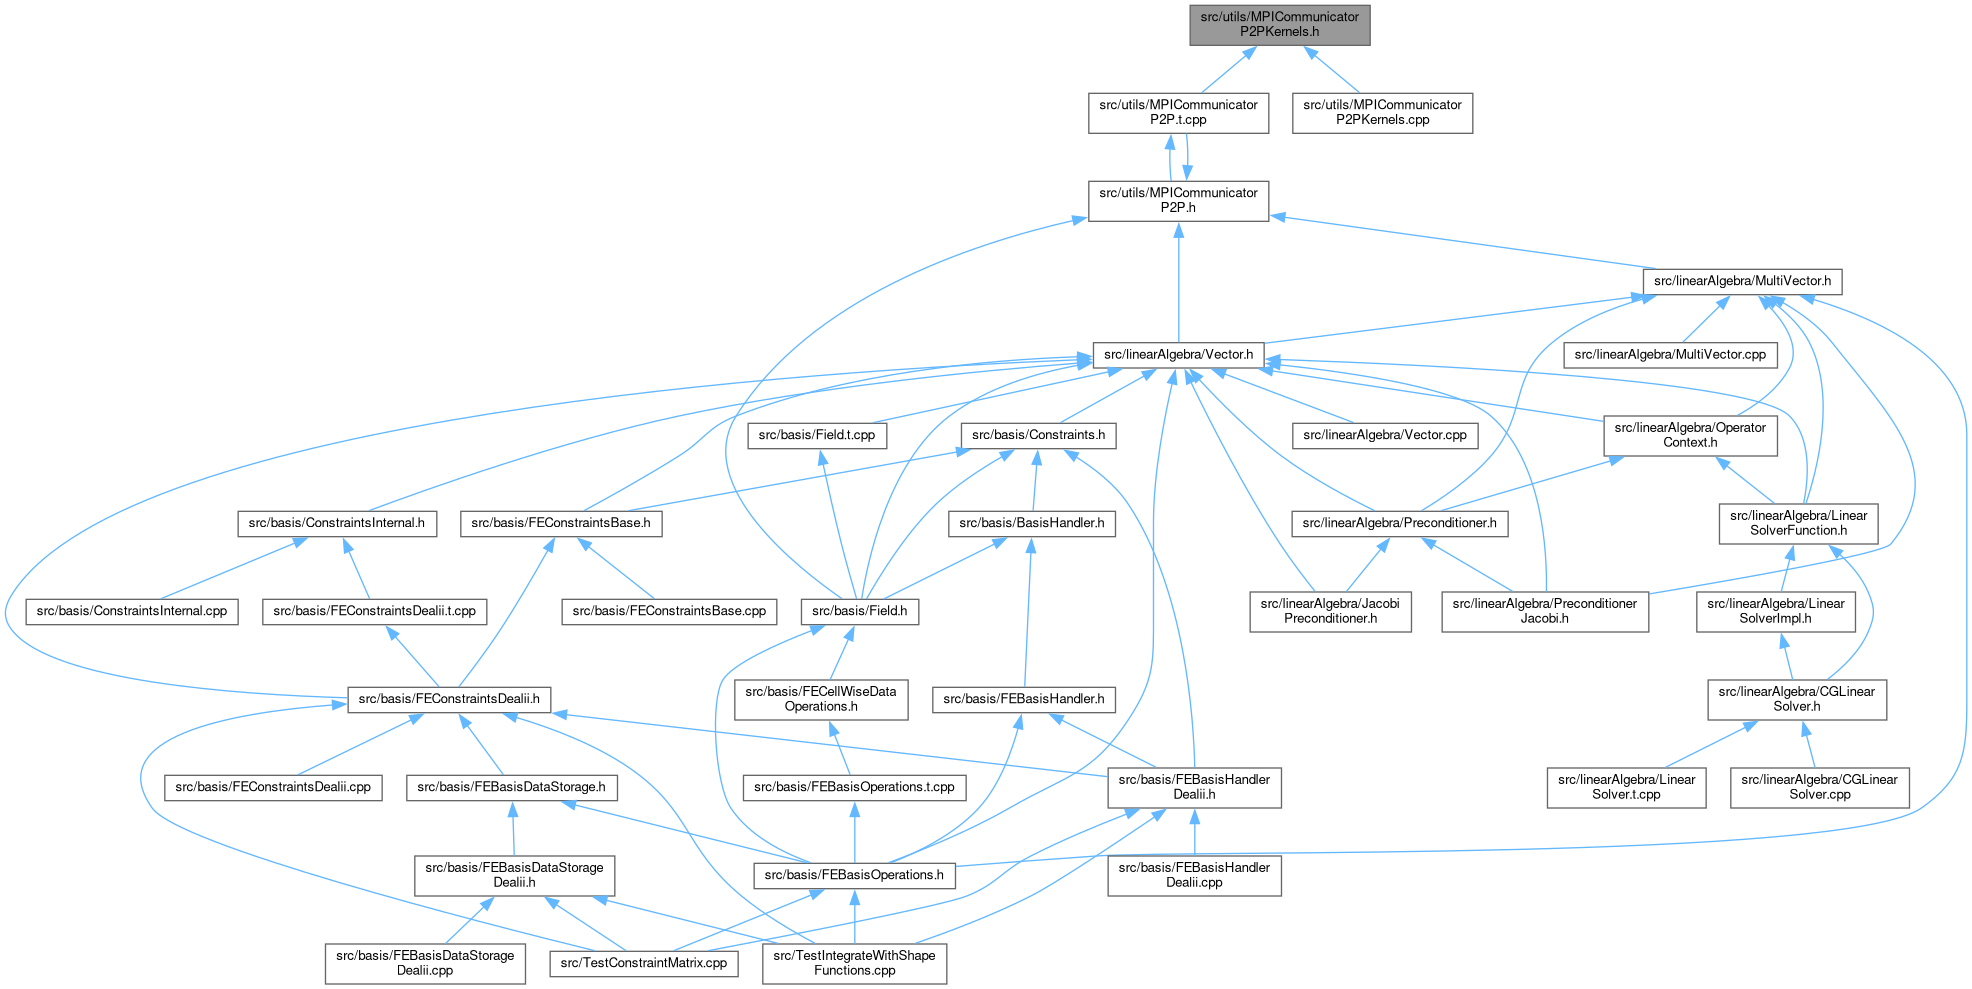 src/utils/MPICommunicator
P2PKernels.h
src/utils/MPICommunicator
P2P.t.cpp
src/utils/MPICommunicator
P2PKernels.cpp
src/utils/MPICommunicator
P2P.h
src/linearAlgebra/MultiVector.h
src/linearAlgebra/Vector.h
src/linearAlgebra/MultiVector.cpp
src/basis/Field.t.cpp
src/basis/Constraints.h
src/linearAlgebra/Vector.cpp
src/linearAlgebra/Operator
Context.h
src/basis/ConstraintsInternal.h
src/basis/FEConstraintsBase.h
src/basis/BasisHandler.h
src/linearAlgebra/Preconditioner.h
src/linearAlgebra/Linear
SolverFunction.h
src/basis/ConstraintsInternal.cpp
src/basis/FEConstraintsDealii.t.cpp
src/basis/FEConstraintsBase.cpp
src/basis/Field.h
src/linearAlgebra/Jacobi
Preconditioner.h
src/linearAlgebra/Preconditioner
Jacobi.h
src/linearAlgebra/Linear
SolverImpl.h
src/basis/FEConstraintsDealii.h
src/basis/FECellWiseData
Operations.h
src/basis/FEBasisHandler.h
src/linearAlgebra/CGLinear
Solver.h
src/basis/FEConstraintsDealii.cpp
src/basis/FEBasisDataStorage.h
src/basis/FEBasisOperations.t.cpp
src/basis/FEBasisHandler
Dealii.h
src/linearAlgebra/Linear
Solver.t.cpp
src/linearAlgebra/CGLinear
Solver.cpp
src/basis/FEBasisDataStorage
Dealii.h
src/basis/FEBasisOperations.h
src/basis/FEBasisHandler
Dealii.cpp
src/basis/FEBasisDataStorage
Dealii.cpp
src/TestConstraintMatrix.cpp
src/TestIntegrateWithShape
Functions.cpp